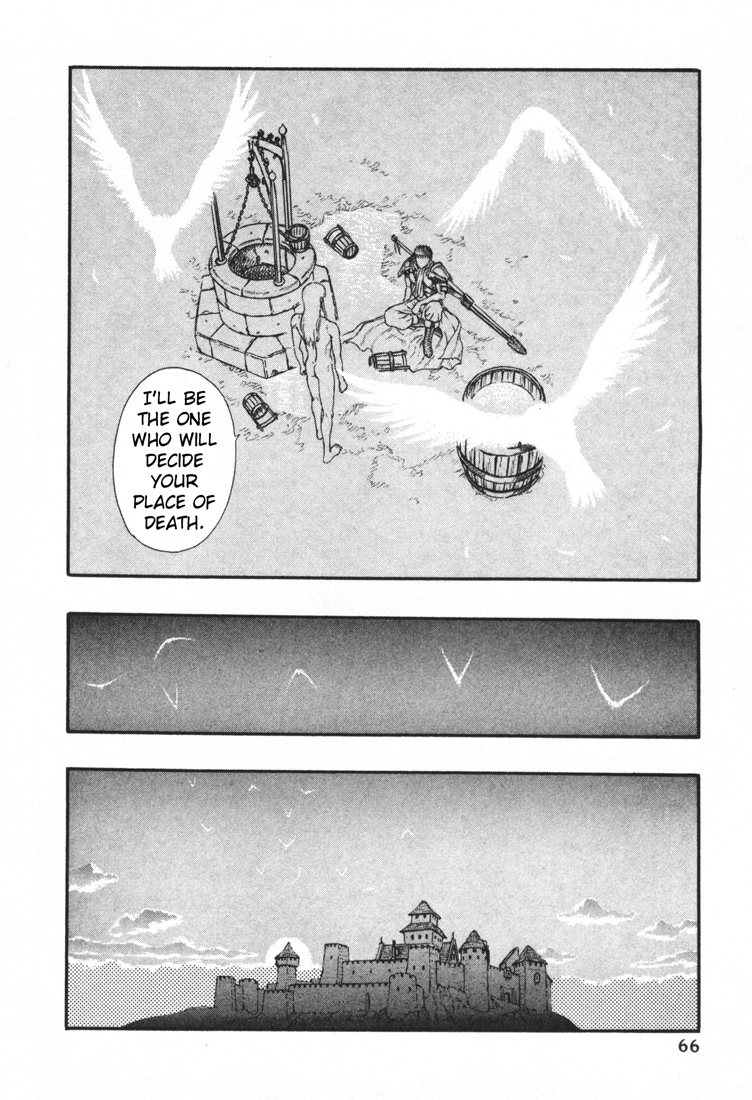 I'LL BE
THE ONE
WHO WILL
DECIDE
YOUR
PLACE OF
DEATH.
66